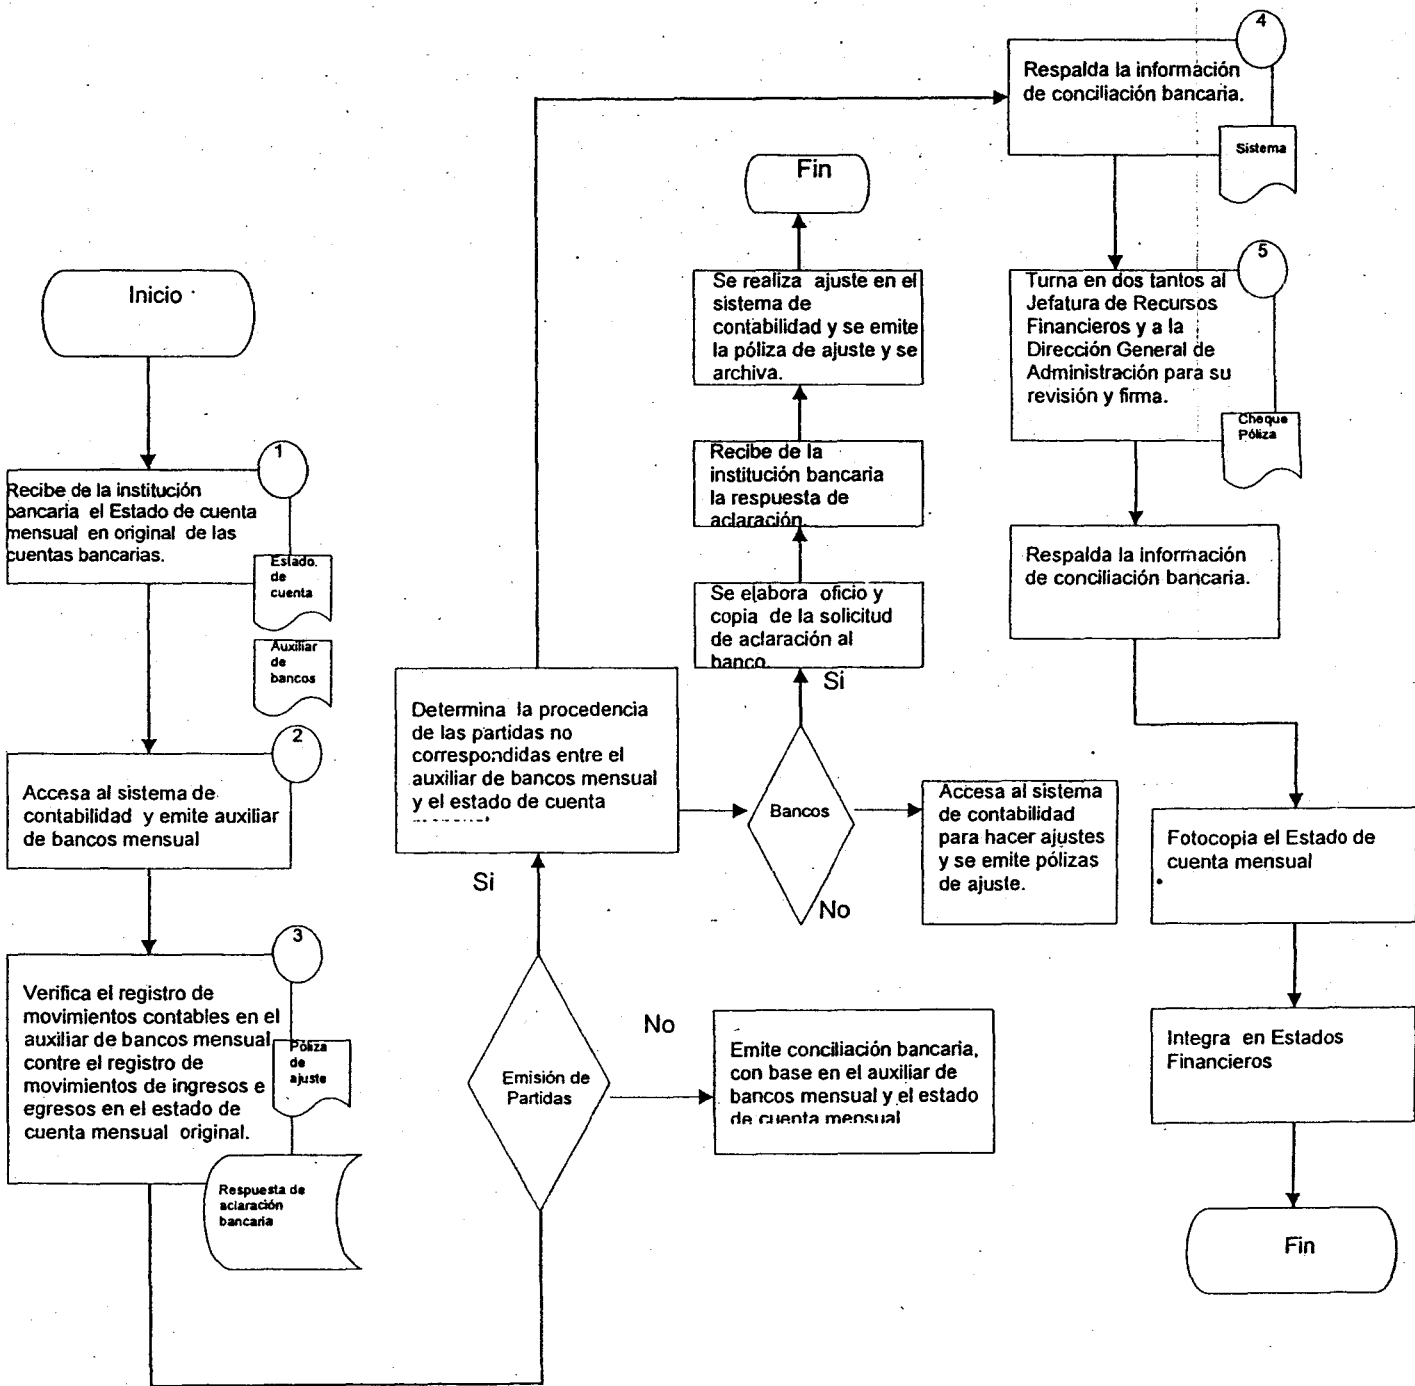 Inicio
1
Recibe de la institución
bancaria el Estado de cuenta
mensual en original de las
cuentas bancarias.
Estado
de
cuenta
Auxiliar
de
bancos
2
Accesa al sistema de
contabilidad y emite auxiliar
de bancos mensual
3
Verifica el registro de
movimientos contables en el
auxiliar de bancos mensual
contre el registro de
movimientos de ingresos e
egresos en el estado de
cuenta mensual original.
Póliza
de
ajuste
Respuesta de
aclaración
bancaria
Emisión de
Partidas
No
Emite conciliación bancaria,
con base en el auxiliar de
bancos mensual y el estado
de cuenta mensual
Si
Determina la procedencia
de las partidas no
correspondidas entre el
auxiliar de bancos mensual
y el estado de cuenta
Bancos
No
Accesa al sistema
de contabilidad
para hacer ajustes
y se emite pólizas
de ajuste.
Si
Se elabora oficio y
copia de la solicitud
de aclaración al
banco.
Recibe de la
institución bancaria
la respuesta de
aclaración.
Se realiza ajuste en el
sistema de
contabilidad y se emite
la póliza de ajuste y se
archiva.
Fin
4
Respalda la información
de conciliación bancaria.
Sistema
5
Turna en dos tantos al
Jefatura de Recursos
Financieros y a la
Dirección General de
Administración para su
revisión y firma.
Cheque
Póliza
Respalda la información
de conciliación bancaria.
Fotocopia el Estado de
cuenta mensual
Integra en Estados
Financieros
Fin